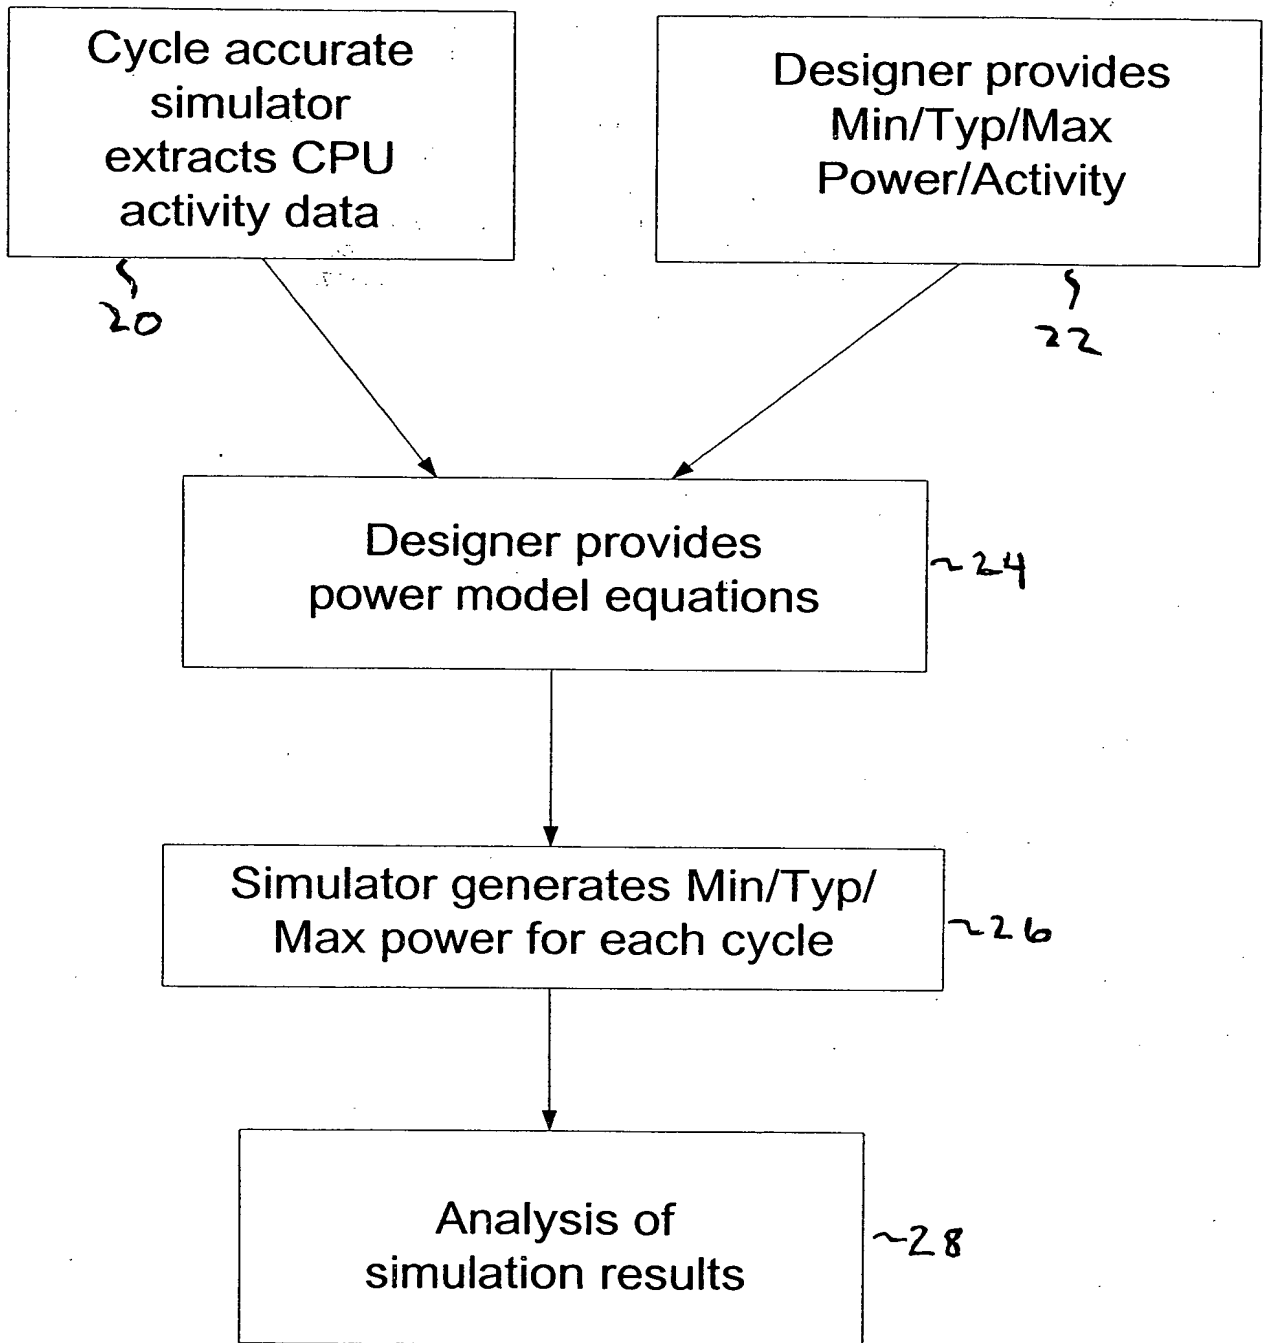 Cycle accurate
simulator
extracts CPU
activity data
20
Designer provides
Min/Typ/Max
Power/Activity
22
Designer provides
power model equations
~24
Simulator generates Min/Typ/
Max power for each cycle
~26
Analysis of
simulation results
~28